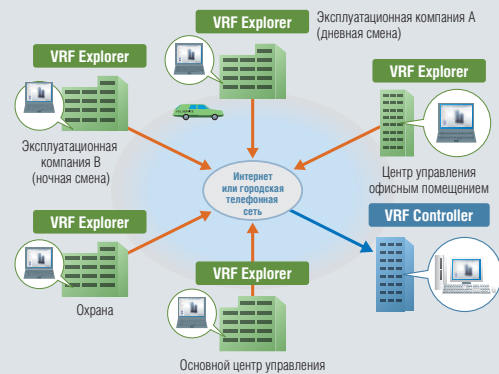 VRF Explorer
Эксплуатационная компания А
(дневная смена)
VRF Explorer
Эксплуатационная
компания В
(ночная смена)
VRF Explorer
Центр управления
офисным помещением
Интернет
или городская
телефонная
сеть
VRF Explorer
Охрана
VRF Controller
VRF Explorer
Основной центр управления